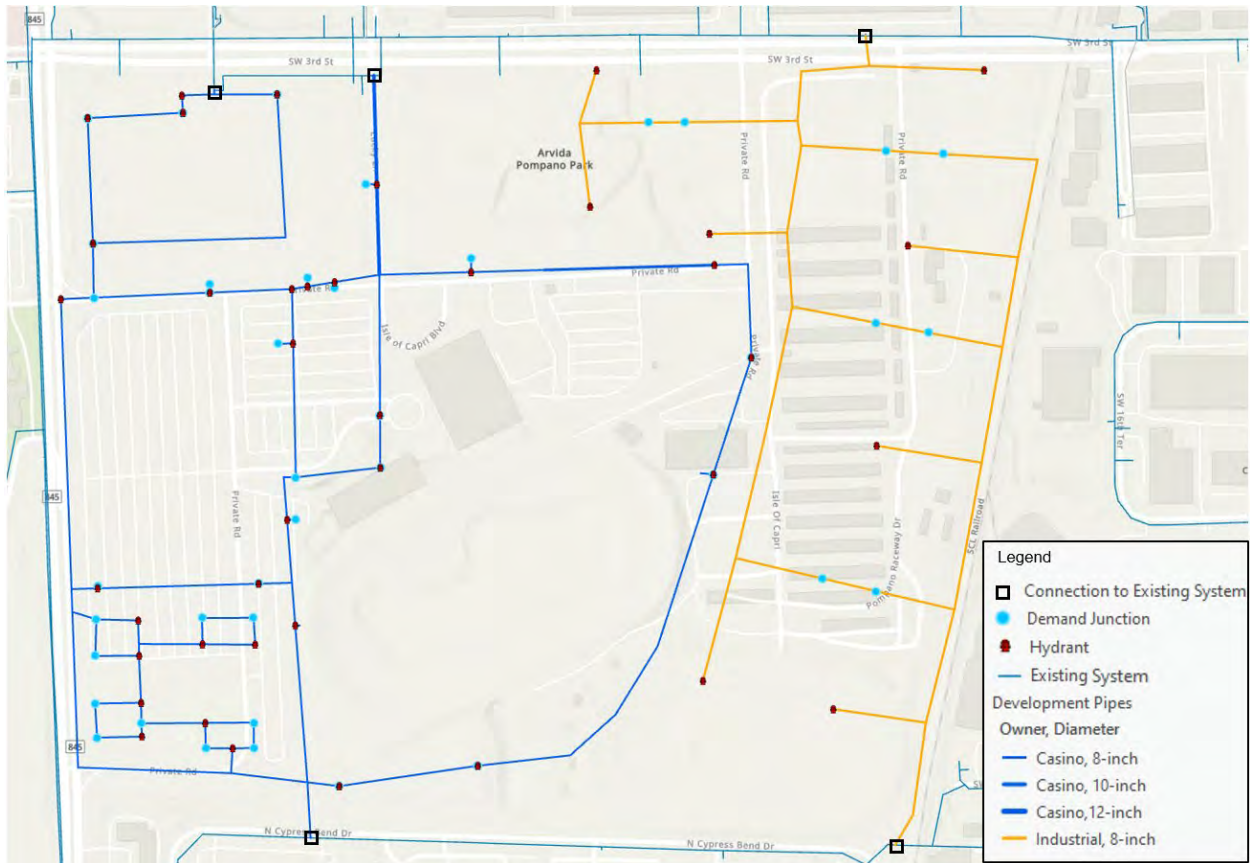 845
SW 3rd St
SW 3rd St
SW 3rd St
Arvida
Pompano Park
Private Rd
Private Rd
Private Rd
Isle of Capri Blvd
Private Rd
SW 16th Ter
845
Private Rd
Isle Of Capri
Pompano Raceway Dr
SCL Railroad
845
Private Rd
N Cypress Bend Dr
N Cypress Bend Dr
Legend
Connection to Existing System
Demand Junction
Hydrant
Existing System
Development Pipes
Owner, Diameter
Casino, 8-inch
Casino, 10-inch
Casino,12-inch
Industrial, 8-inch